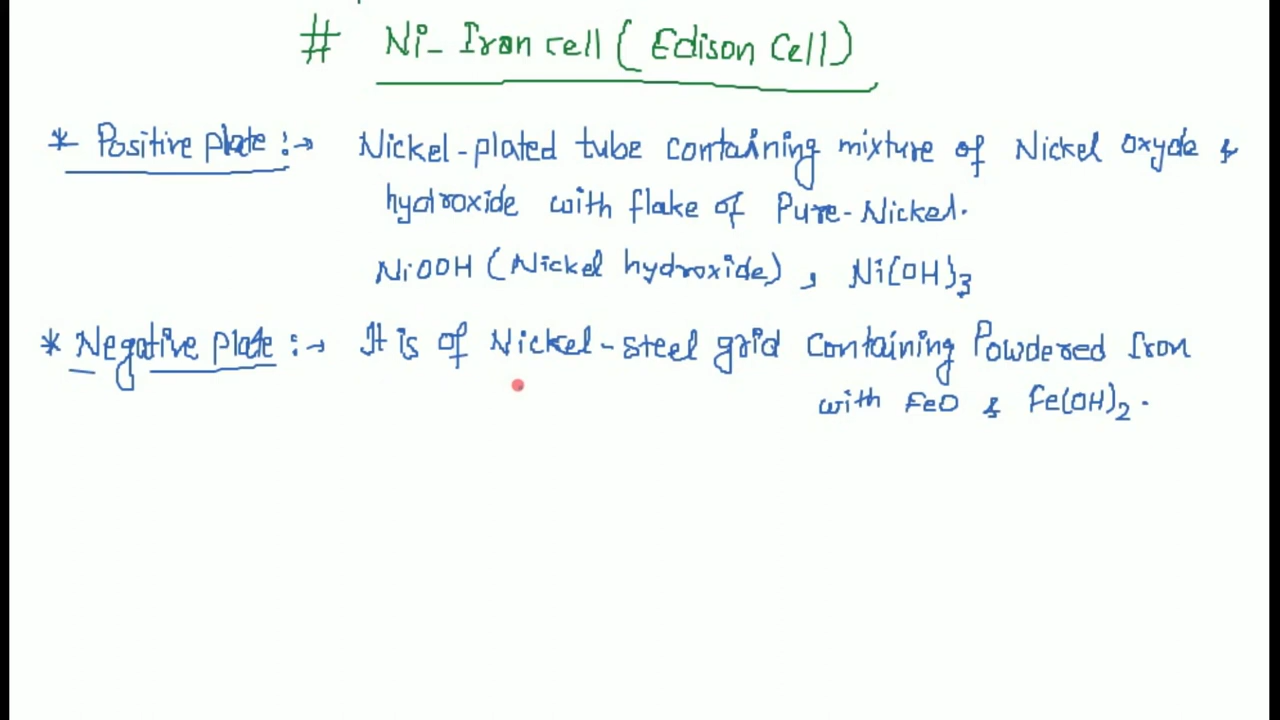 # Ni- Iron cell ( Edison Cell )
* Positive plate :→ Nickel-plated tube containing mixture of Nickel oxyde &
hydroxide with flake of Pure-Nickel.
NiOOH ( Nickel hydroxide ) , Ni(OH)₃
* Negative plate :→ It is of Nickel-steel grid Containing Powdered Iron
with FeO & Fe(OH)₂ .